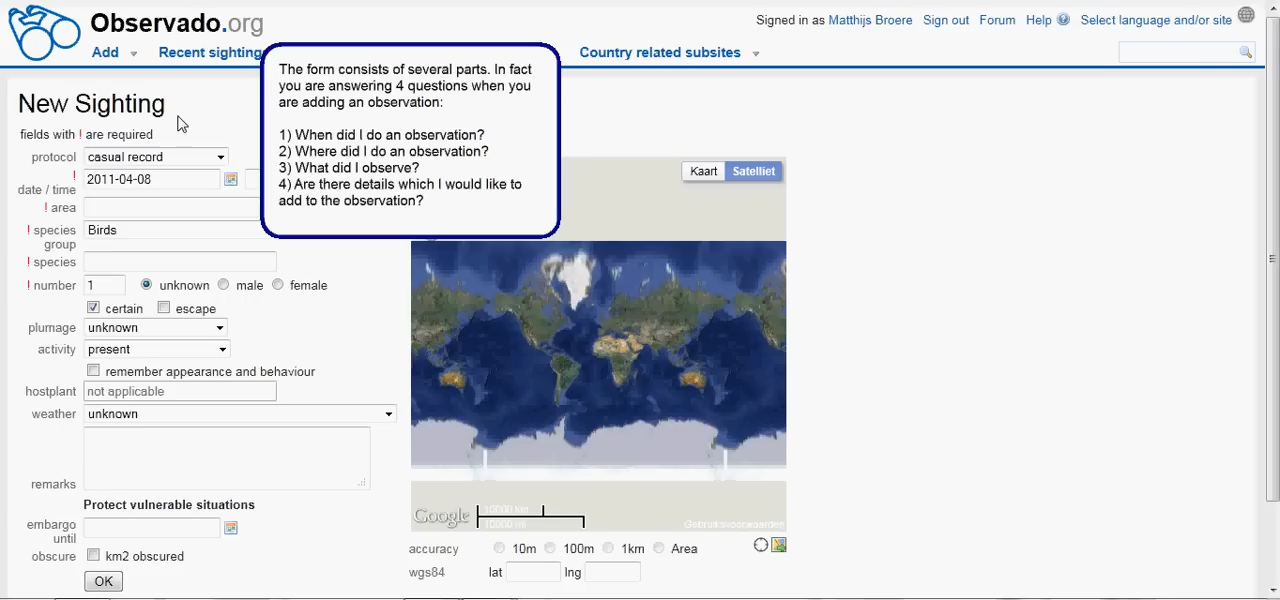 Observado.org
Signed in as Matthijs Broere Sign out Forum Help Select language and/or site
Add Recent sighting Country related subsites
The form consists of several parts. In fact
you are answering 4 questions when you
are adding an observation:
1) When did I do an observation?
2) Where did I do an observation?
3) What did I observe?
4) Are there details which I would like to
add to the observation?
New Sighting
fields with ! are required
protocol casual record
! date / time 2011-04-08
! area
! species group Birds
! species
! number 1 unknown male female
certain escape
plumage unknown
activity present
remember appearance and behaviour
hostplant not applicable
weather unknown
remarks
Protect vulnerable situations
embargo until
obscure km2 obscured
OK
Kaart Satelliet
Google 10000 km
10000 mi Gebruiksvoorwaarden
accuracy 10m 100m 1km Area
wgs84 lat lng